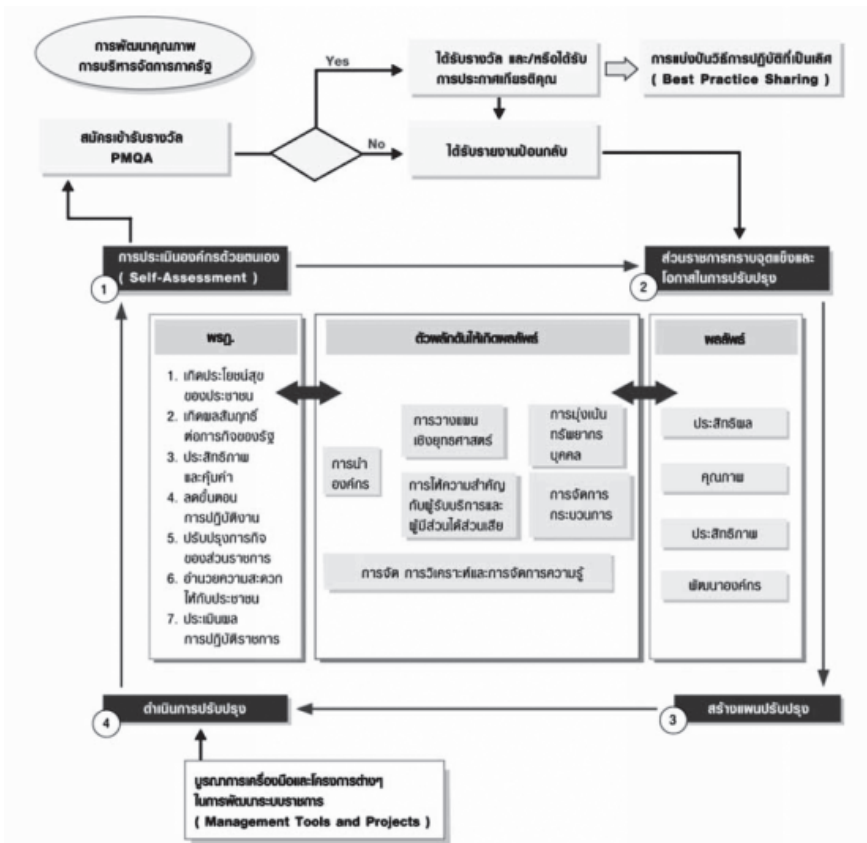 การพัฒนาคุณภาพ
การบริหารจัดการภาครัฐ
Yes
ได้รับรางวัล และ/หรือได้รับ
การประกาศเกียรติคุณ
การแบ่งปันวิธีการปฏิบัติที่เป็นเลิศ
( Best Practice Sharing )
สมัครเข้ารับรางวัล
PMQA
No
ได้รับรายงานป้อนกลับ
การประเมินองค์กรด้วยตนเอง
( Self-Assessment )
1
ส่วนราชการทราบจุดแข็งและ
โอกาสในการปรับปรุง
2
พรฎ.
1. เกิดประโยชน์สุข
ของประชาชน
2. เกิดผลสัมฤทธิ์
ต่อภารกิจของรัฐ
3. ประสิทธิภาพ
และคุ้มค่า
4. ลดขั้นตอน
การปฏิบัติงาน
5. ปรับปรุงภารกิจ
ของส่วนราชการ
6. อำนวยความสะดวก
ให้กับประชาชน
7. ประเมินผล
การปฏิบัติราชการ
ตัวผลักดันให้เกิดผลลัพธ์
การนำ
องค์กร
การวางแผน
เชิงยุทธศาสตร์
การมุ่งเน้น
ทรัพยากร
บุคคล
การให้ความสำคัญ
กับผู้รับบริการและ
ผู้มีส่วนได้ส่วนเสีย
การจัดการ
กระบวนการ
การจัด การวิเคราะห์และการจัดการความรู้
ผลลัพธ์
ประสิทธิผล
คุณภาพ
ประสิทธิภาพ
พัฒนาองค์กร
4
ดำเนินการปรับปรุง
3
สร้างแผนปรับปรุง
บูรณาการเครื่องมือและโครงการต่างๆ
ในการพัฒนาระบบราชการ
( Management Tools and Projects )